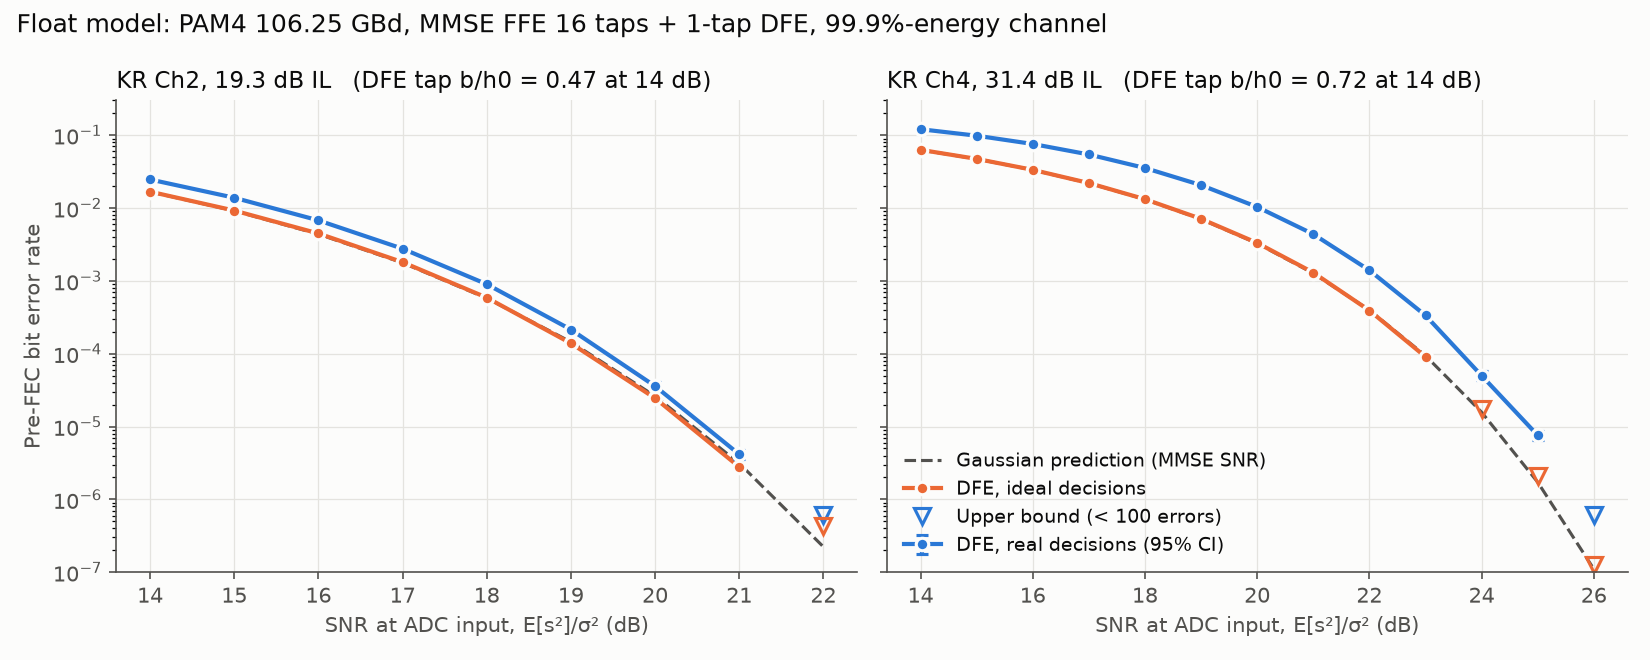 Float model: PAM4 106.25 GBd, MMSE FFE 16 taps + 1-tap DFE, 99.9%-energy channel
KR Ch2, 19.3 dB IL   (DFE tap b/h0 = 0.47 at 14 dB)
KR Ch4, 31.4 dB IL   (DFE tap b/h0 = 0.72 at 14 dB)
Pre-FEC bit error rate
10⁻¹
10⁻²
10⁻³
10⁻⁴
10⁻⁵
10⁻⁶
10⁻⁷
14 15 16 17 18 19 20 21 22
SNR at ADC input, E[s²]/σ² (dB)
Gaussian prediction (MMSE SNR)
DFE, ideal decisions
Upper bound (< 100 errors)
DFE, real decisions (95% CI)
14 16 18 20 22 24 26
SNR at ADC input, E[s²]/σ² (dB)